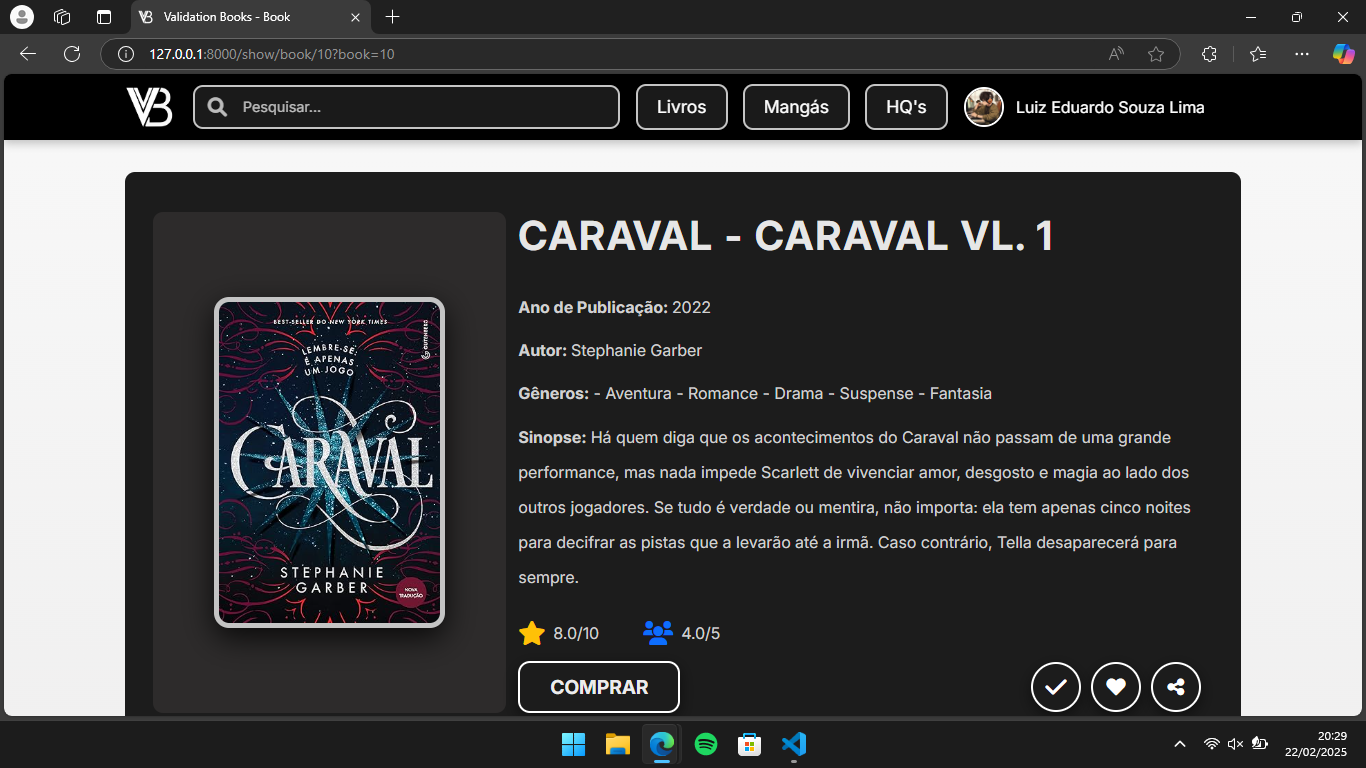 Validation Books - Book
127.0.0.1:8000/show/book/10?book=10
VB
Pesquisar...
Livros
Mangás
HQ's
Luiz Eduardo Souza Lima
CARAVAL - CARAVAL VL. 1
Ano de Publicação: 2022
Autor: Stephanie Garber
Gêneros: - Aventura - Romance - Drama - Suspense - Fantasia
Sinopse: Há quem diga que os acontecimentos do Caraval não passam de uma grande
performance, mas nada impede Scarlett de vivenciar amor, desgosto e magia ao lado dos
outros jogadores. Se tudo é verdade ou mentira, não importa: ela tem apenas cinco noites
para decifrar as pistas que a levarão até a irmã. Caso contrário, Tella desaparecerá para
sempre.
8.0/10
4.0/5
COMPRAR
BEST-SELLER DO NEW YORK TIMES
GUTENBERG
LEMBRE-SE:
É APENAS
UM JOGO
CARAVAL
STEPHANIE
GARBER
NOVA
TRADUÇÃO
20:29
22/02/2025